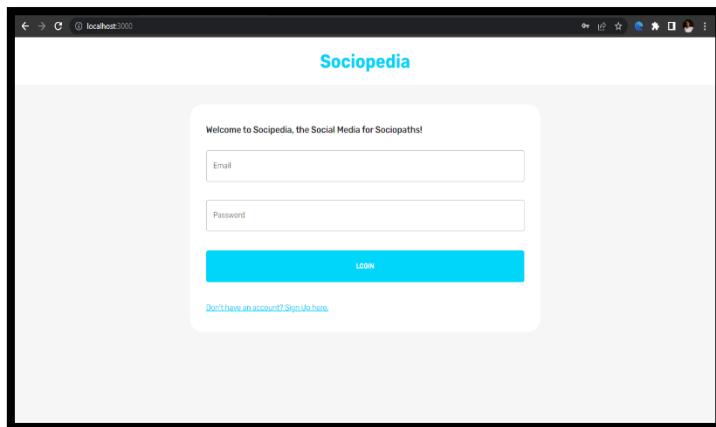 localhost:3000
Sociopedia
Welcome to Socipedia, the Social Media for Sociopaths!
Email
Password
LOGIN
Don't have an account? Sign Up here.